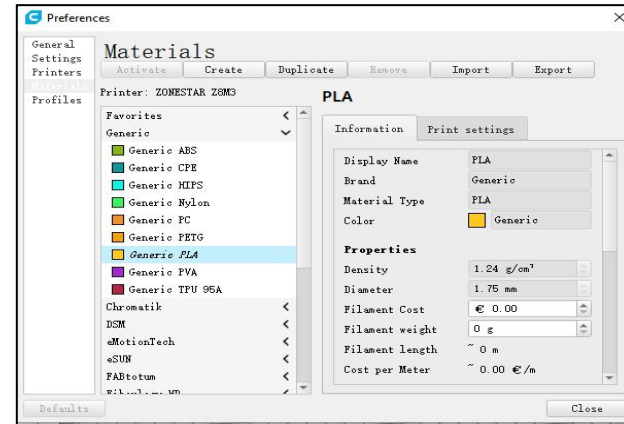 Preferences
General
Settings
Printers
Materials
Profiles
Materials
Activate Create Duplicate Remove Import Export
Printer: ZONESTAR Z8M3
Favorites
Generic
Generic ABS
Generic CPE
Generic HIPS
Generic Nylon
Generic PC
Generic PETG
Generic PLA
Generic PVA
Generic TPU 95A
Chromatik
DSM
eMotionTech
eSUN
FABtotum
PLA
Information Print settings
Display Name PLA
Brand Generic
Material Type PLA
Color Generic
Properties
Density 1.24 g/cm³
Diameter 1.75 mm
Filament Cost € 0.00
Filament weight 0 g
Filament length ~ 0 m
Cost per Meter ~ 0.00 €/m
Defaults Close